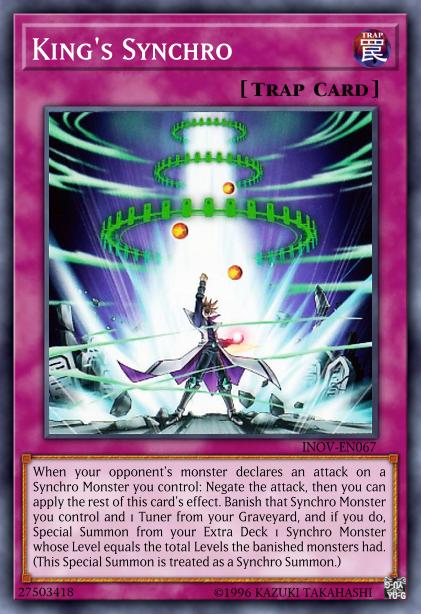 King's Synchro
TRAP
罠
[TRAP CARD]
INOV-EN067
When your opponent's monster declares an attack on a
Synchro Monster you control: Negate the attack, then you can
apply the rest of this card's effect. Banish that Synchro Monster
you control and 1 Tuner from your Graveyard, and if you do,
Special Summon from your Extra Deck 1 Synchro Monster
whose Level equals the total Levels the banished monsters had.
(This Special Summon is treated as a Synchro Summon.)
27503418
©1996 KAZUKI TAKAHASHI